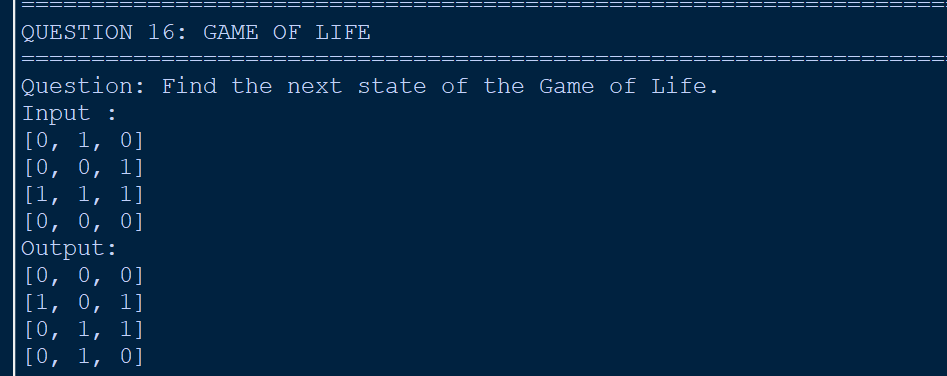 ===================================================================
QUESTION 16: GAME OF LIFE
===================================================================
Question: Find the next state of the Game of Life.
Input :
[0, 1, 0]
[0, 0, 1]
[1, 1, 1]
[0, 0, 0]
Output:
[0, 0, 0]
[1, 0, 1]
[0, 1, 1]
[0, 1, 0]